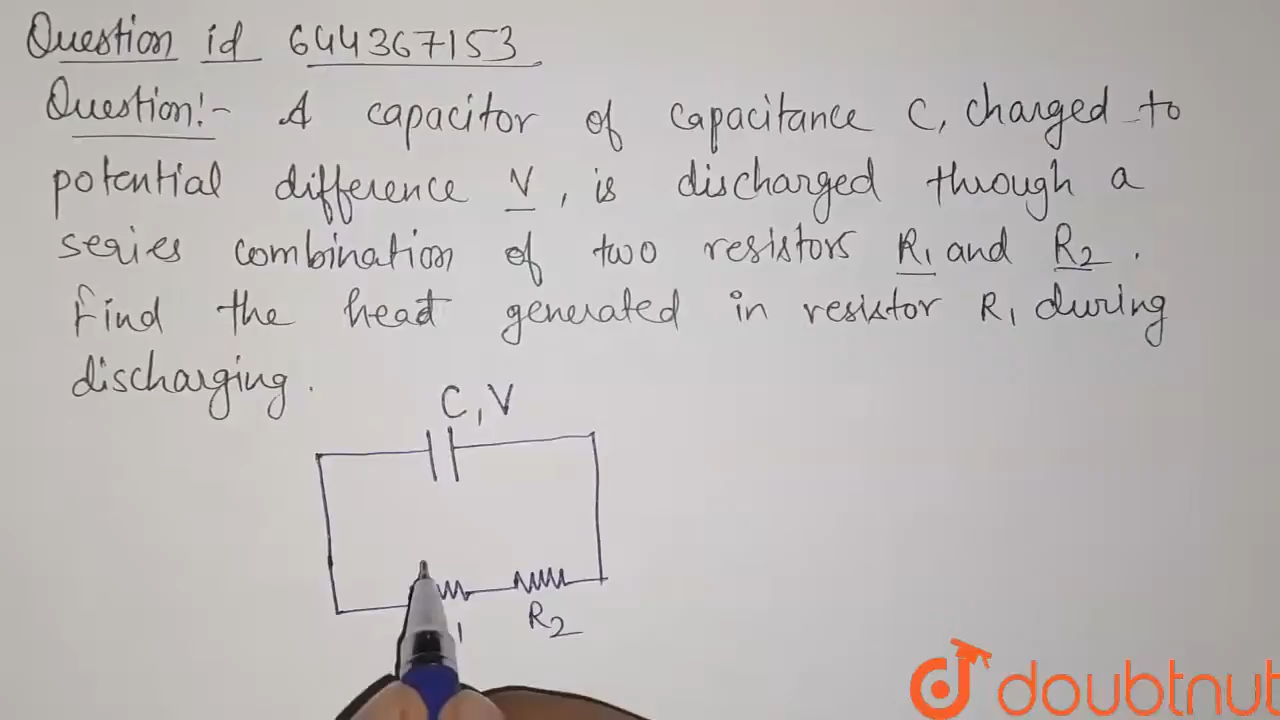 Question id 644367153
Question:- A capacitor of capacitance C, charged to
potential difference V, is discharged through a
series combination of two resistors R1 and R2.
Find the heat generated in resistor R1 during
discharging.
C, V
1
R2
doubtnut